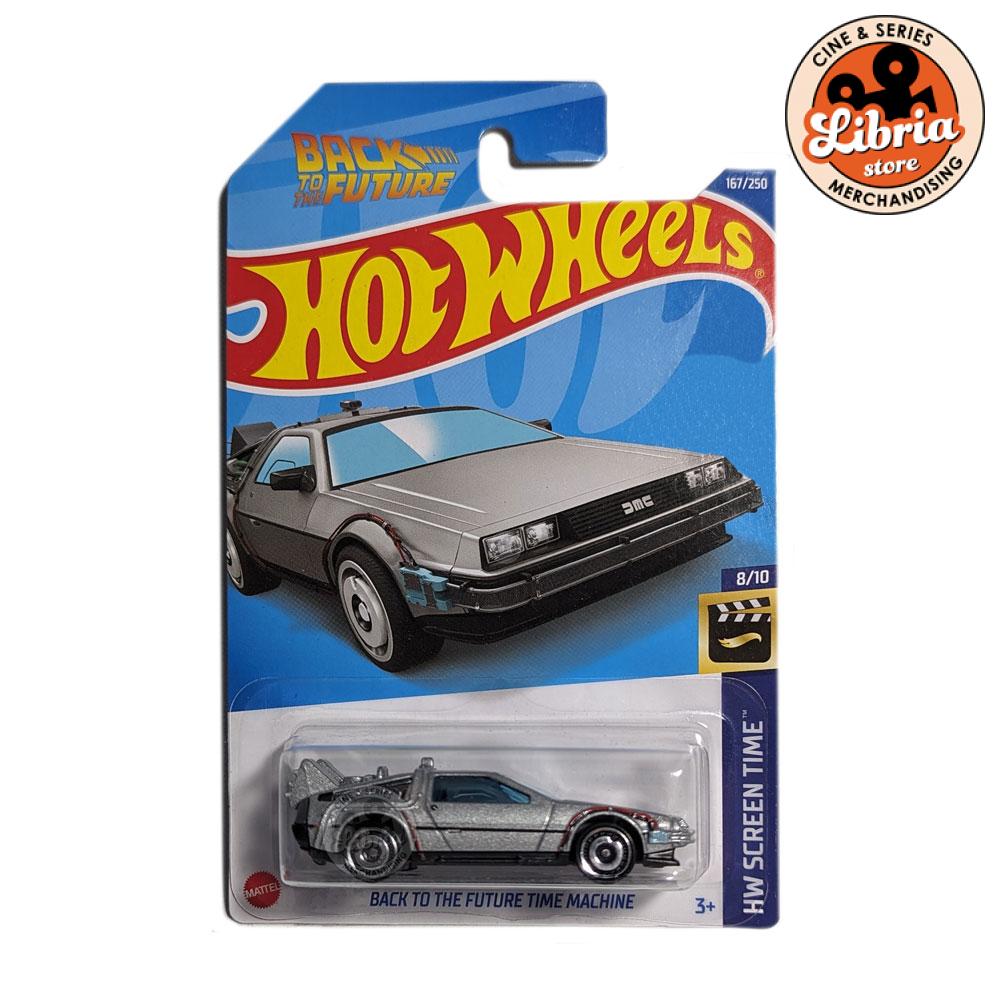 CINE & SERIES
Libria
store
MERCHANDISING
BACK
TO THE FUTURE
167/250
HOT WHEELS
®
DMC
8/10
HW SCREEN TIME™
MATTEL
BACK TO THE FUTURE TIME MACHINE
3+